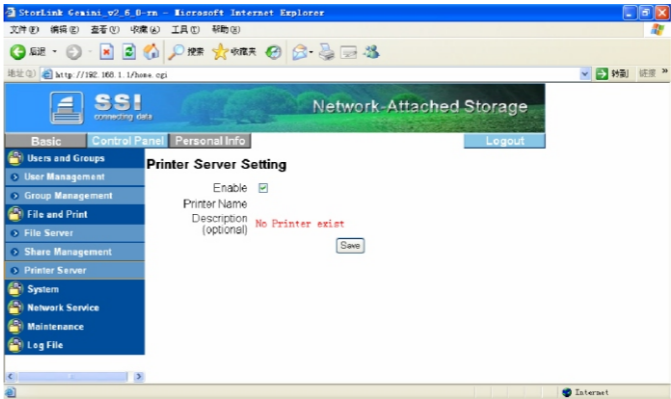 StorLink Gemini_v2_6_0-rn - Microsoft Internet Explorer
文件(F) 编辑(E) 查看(V) 收藏(A) 工具(T) 帮助(H)
后退 搜索 收藏夹
地址(D) http://192.168.1.1/home.cgi 转到 链接 »
SSI
connecting data
Network-Attached Storage
Basic Control Panel Personal Info Logout
Users and Groups
User Management
Group Management
File and Print
File Server
Share Management
Printer Server
System
Network Service
Maintenance
Log File
Printer Server Setting
Enable
Printer Name
Description
(optional) No Printer exist
Save
Internet